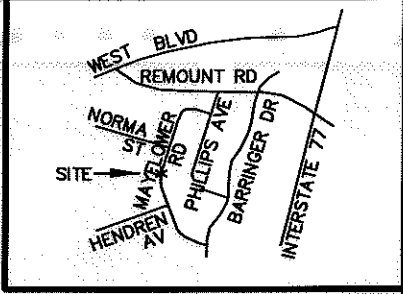 WEST BLVD
REMOUNT RD
NORMA
ST
MAYFLOWER
RD
PHILLIPS AVE
BARRINGER DR
INTERSTATE 77
SITE
HENDREN
AV